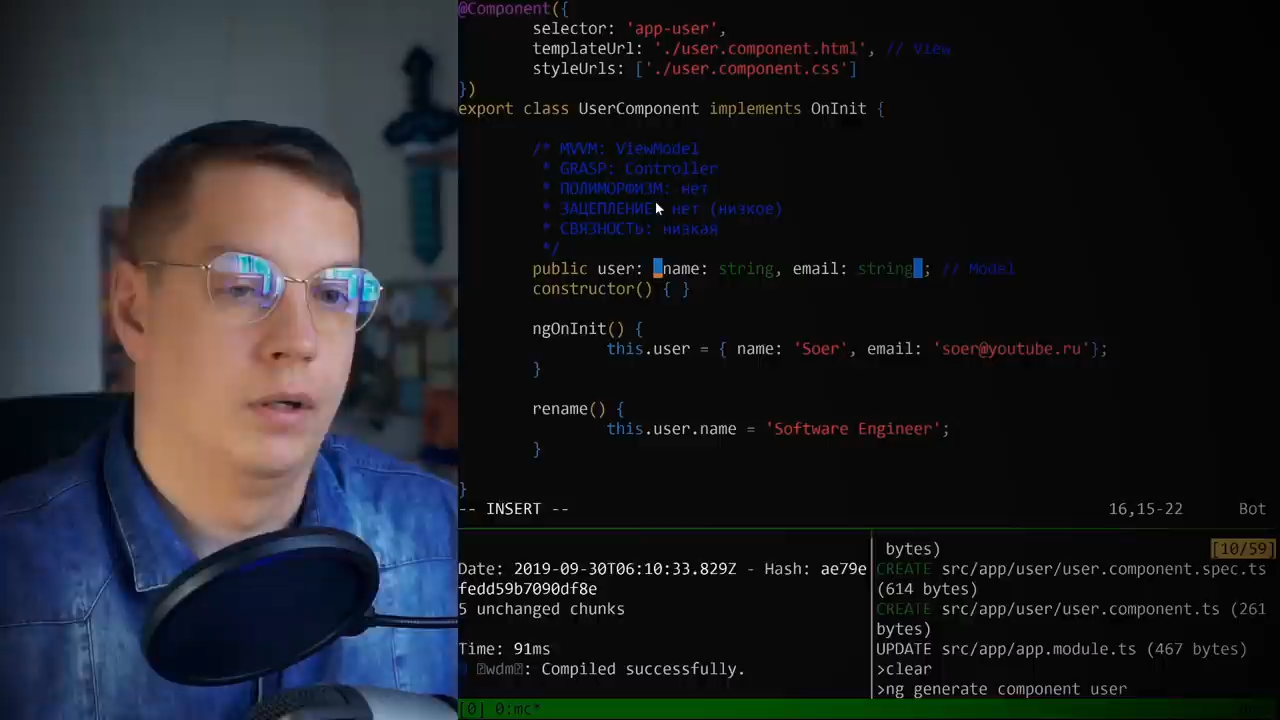 @Component({
selector: 'app-user',
templateUrl: './user.component.html', // View
styleUrls: ['./user.component.css']
})
export class UserComponent implements OnInit {
/* MVVM: ViewModel
* GRASP: Controller
* ПОЛИМОРФИЗМ: нет
* ЗАЦЕПЛЕНИЕ: нет (низкое)
* СВЯЗНОСТЬ: низкая
*/
public user: {name: string, email: string}; // Model
constructor() { }
ngOnInit() {
this.user = { name: 'Soer', email: 'soer@youtube.ru'};
}
rename() {
this.user.name = 'Software Engineer';
}
}
-- INSERT -- 16,15-22 Bot
Date: 2019-09-30T06:10:33.829Z - Hash: ae79e
fedd59b7090df8e
5 unchanged chunks
Time: 91ms
「wdm」: Compiled successfully.
bytes) [10/59]
CREATE src/app/user/user.component.spec.ts
(614 bytes)
CREATE src/app/user/user.component.ts (261
bytes)
UPDATE src/app/app.module.ts (467 bytes)
>clear
>ng generate component user
[0] 0:mc*